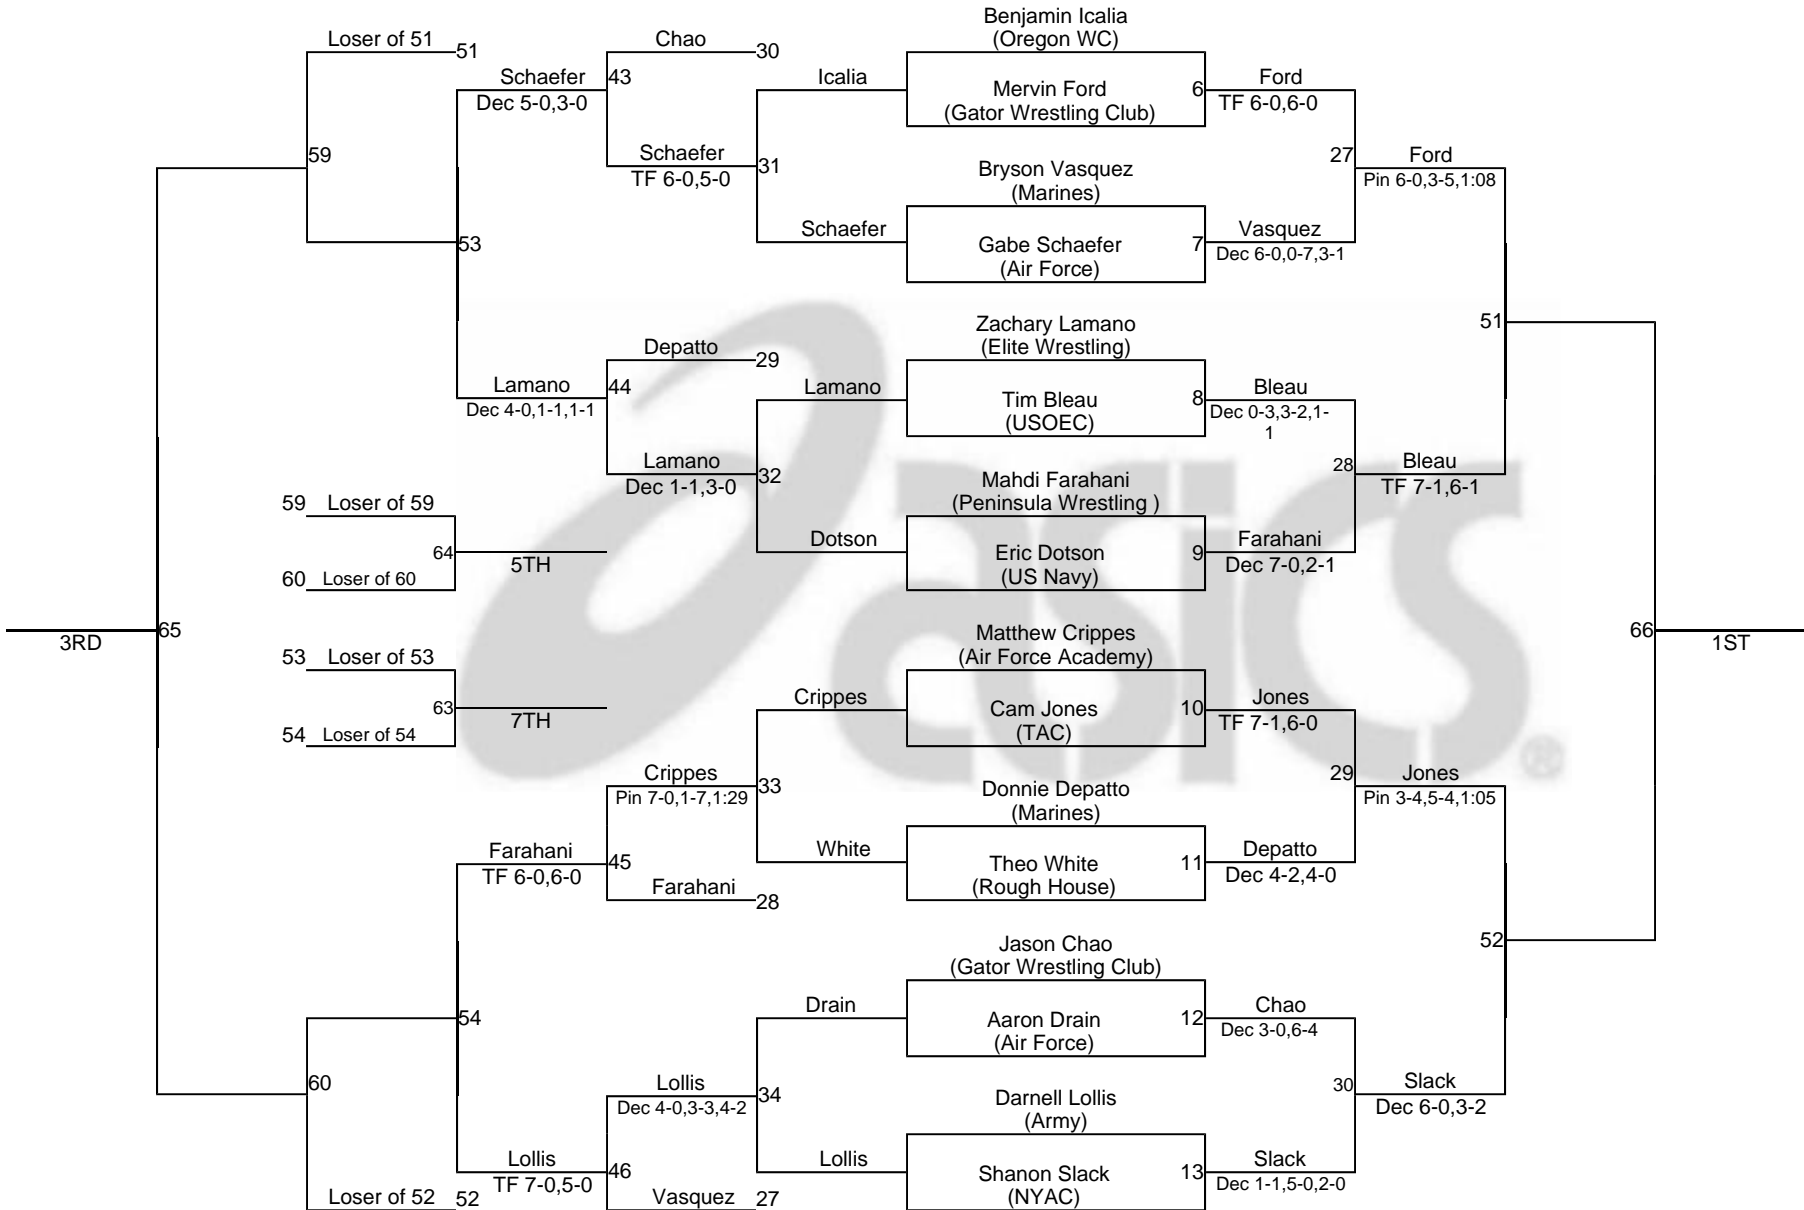 Benjamin Icalia
(Oregon WC)
Loser of 51
51
Chao
30
Schaefer
43
Icalia
Mervin Ford
6
Ford
Dec 5-0,3-0
(Gator Wrestling Club)
TF 6-0,6-0
59
Schaefer
31
27
Ford
TF 6-0,5-0
Bryson Vasquez
Pin 6-0,3-5,1:08
(Marines)
53
Schaefer
Gabe Schaefer
7
Vasquez
(Air Force)
Dec 6-0,0-7,3-1
Zachary Lamano
51
Depatto
29
(Elite Wrestling)
Lamano
44
Lamano
Tim Bleau
8
Bleau
Dec 4-0,1-1,1-1
(USOEC)
Dec 0-3,3-2,1-
1
Lamano
32
28
Bleau
Dec 1-1,3-0
Mahdi Farahani
TF 7-1,6-1
(Peninsula Wrestling )
59
Loser of 59
64
5TH
Dotson
Eric Dotson
9
Farahani
60
Loser of 60
(US Navy)
Dec 7-0,2-1
3RD
65
Matthew Crippes
66
1ST
53
Loser of 53
(Air Force Academy)
63
7TH
Crippes
Cam Jones
10
Jones
54
Loser of 54
(TAC)
TF 7-1,6-0
Crippes
33
29
Jones
Pin 7-0,1-7,1:29
Donnie Depatto
Pin 3-4,5-4,1:05
(Marines)
Farahani
45
White
Theo White
11
Depatto
TF 6-0,6-0
Farahani
28
(Rough House)
Dec 4-2,4-0
Jason Chao
52
(Gator Wrestling Club)
54
Drain
Aaron Drain
12
Chao
(Air Force)
Dec 3-0,6-4
60
Lollis
34
30
Slack
Dec 4-0,3-3,4-2
Darnell Lollis
Dec 6-0,3-2
(Army)
Lollis
46
Lollis
Shanon Slack
13
Slack
TF 7-0,5-0
(NYAC)
Dec 1-1,5-0,2-0
Loser of 52
52
Vasquez
27
asics
®